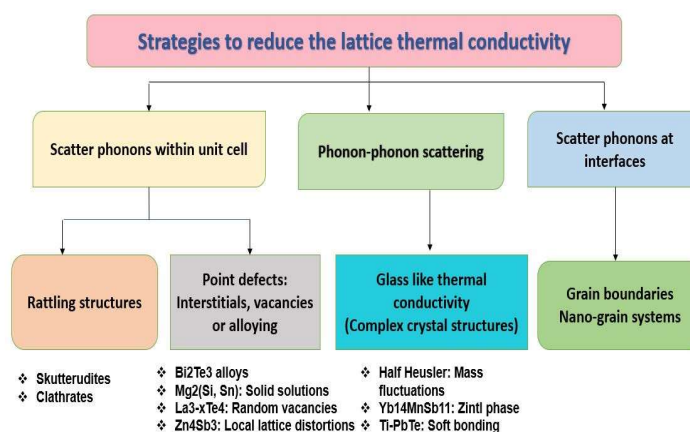 Strategies to reduce the lattice thermal conductivity
Scatter phonons within unit cell
Phonon-phonon scattering
Scatter phonons at
interfaces
Rattling structures
Point defects:
Interstitials, vacancies
or alloying
Glass like thermal
conductivity
(Complex crystal structures)
Grain boundaries
Nano-grain systems
❖ Skutterudites
❖ Clathrates
❖ Bi2Te3 alloys
❖ Mg2(Si, Sn): Solid solutions
❖ La3-xTe4: Random vacancies
❖ Zn4Sb3: Local lattice distortions
❖ Half Heusler: Mass
fluctuations
❖ Yb14MnSb11: Zintl phase
❖ Ti-PbTe: Soft bonding